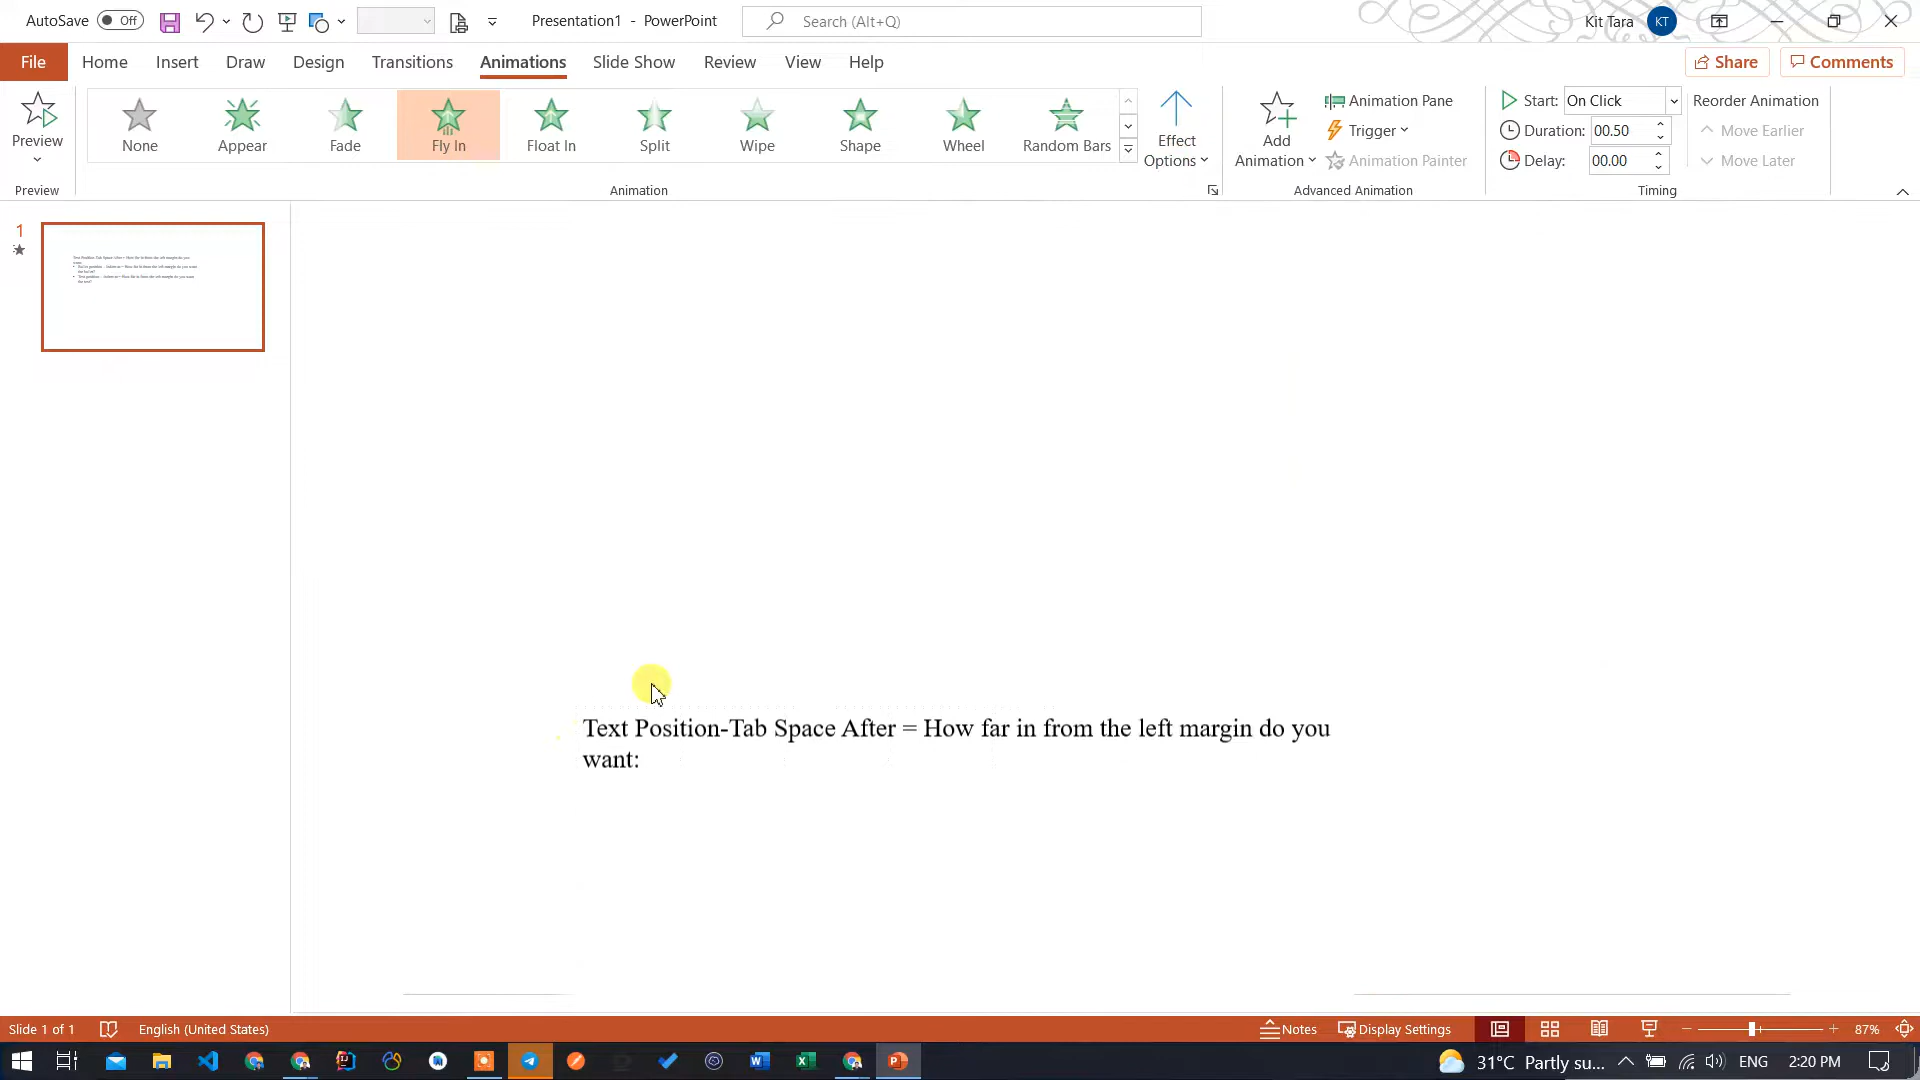 AutoSave Off Presentation1 - PowerPoint Search (Alt+Q) Kit Tara KT
File Home Insert Draw Design Transitions Animations Slide Show Review View Help Share Comments
Preview None Appear Fade Fly In Float In Split Wipe Shape Wheel Random Bars Effect Options Add Animation
Animation Pane Start: On Click Reorder Animation
Trigger Duration: 00.50 Move Earlier
Animation Painter Delay: 00.00 Move Later
Preview Animation Advanced Animation Timing
1
Text Position-Tab Space After = How far in from the left margin do you
want:
Slide 1 of 1 English (United States) Notes Display Settings 87%
31°C Partly su... ENG 2:20 PM